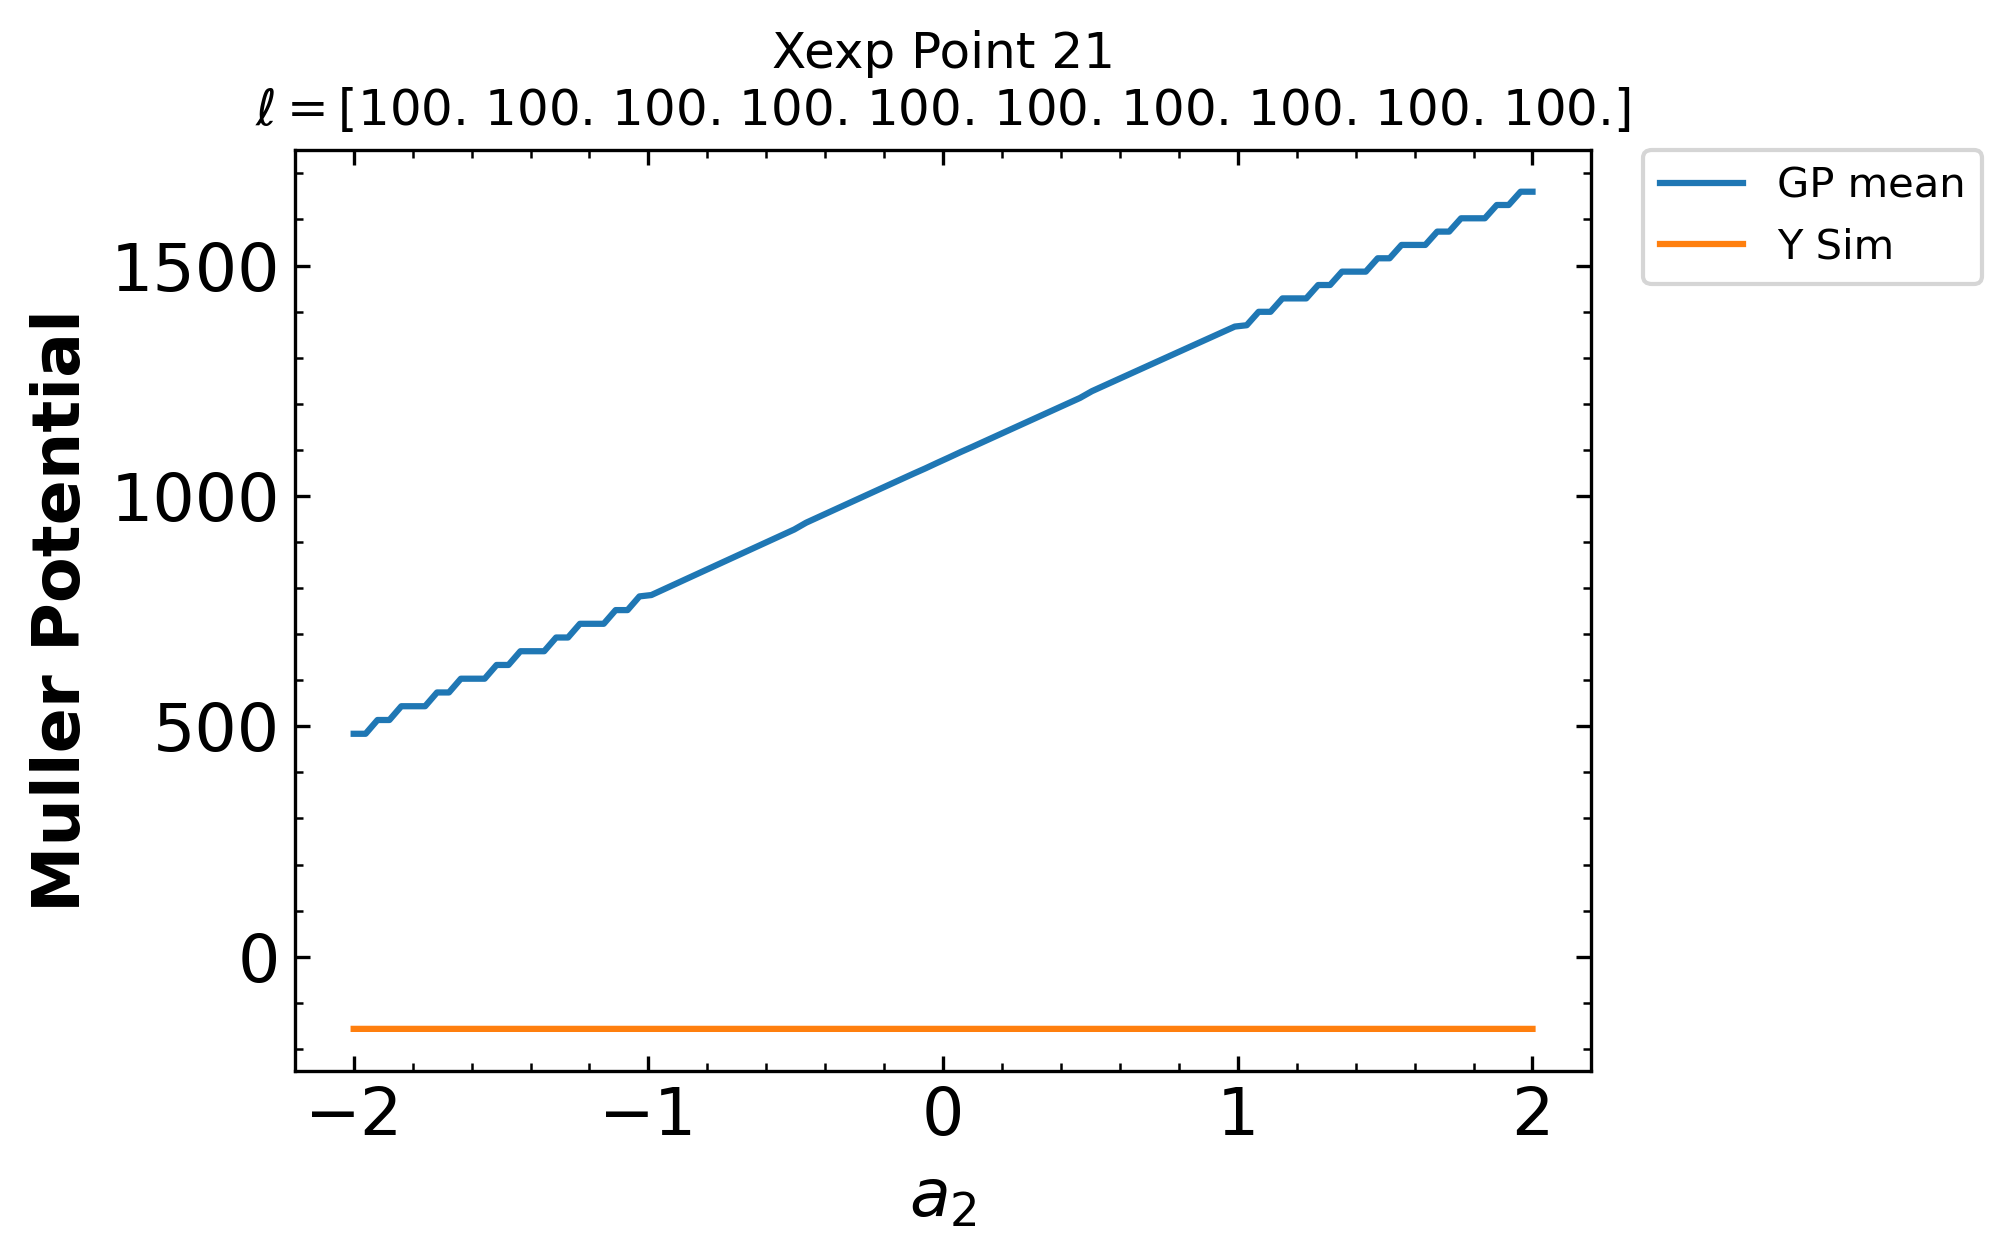 Xexp Point 21
ℓ = [100. 100. 100. 100. 100. 100. 100. 100. 100. 100.]
GP mean
Y Sim
Muller Potential
1500
1000
500
0
−2 −1 0 1 2
a₂